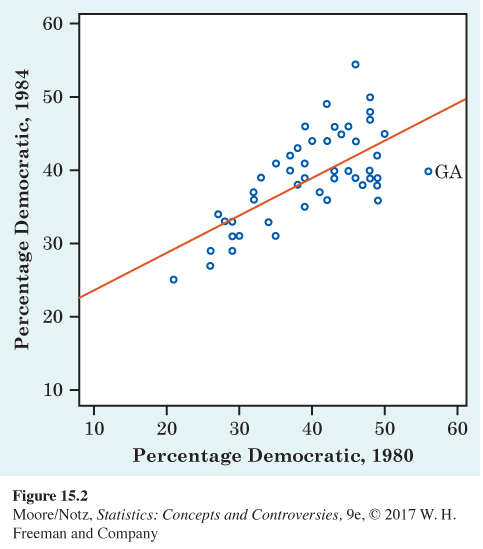 Percentage Democratic, 1984
60
50
40
30
20
10
GA
10 20 30 40 50 60
Percentage Democratic, 1980
Figure 15.2
Moore/Notz, Statistics: Concepts and Controversies, 9e, © 2017 W. H.
Freeman and Company